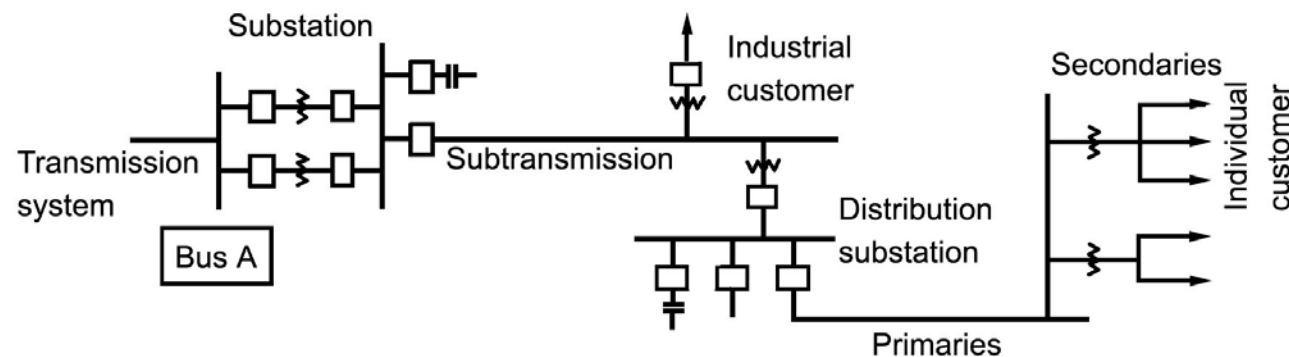 Substation
Transmission
system
Bus A
Subtransmission
Industrial
customer
Distribution
substation
Primaries
Secondaries
Individual
customer